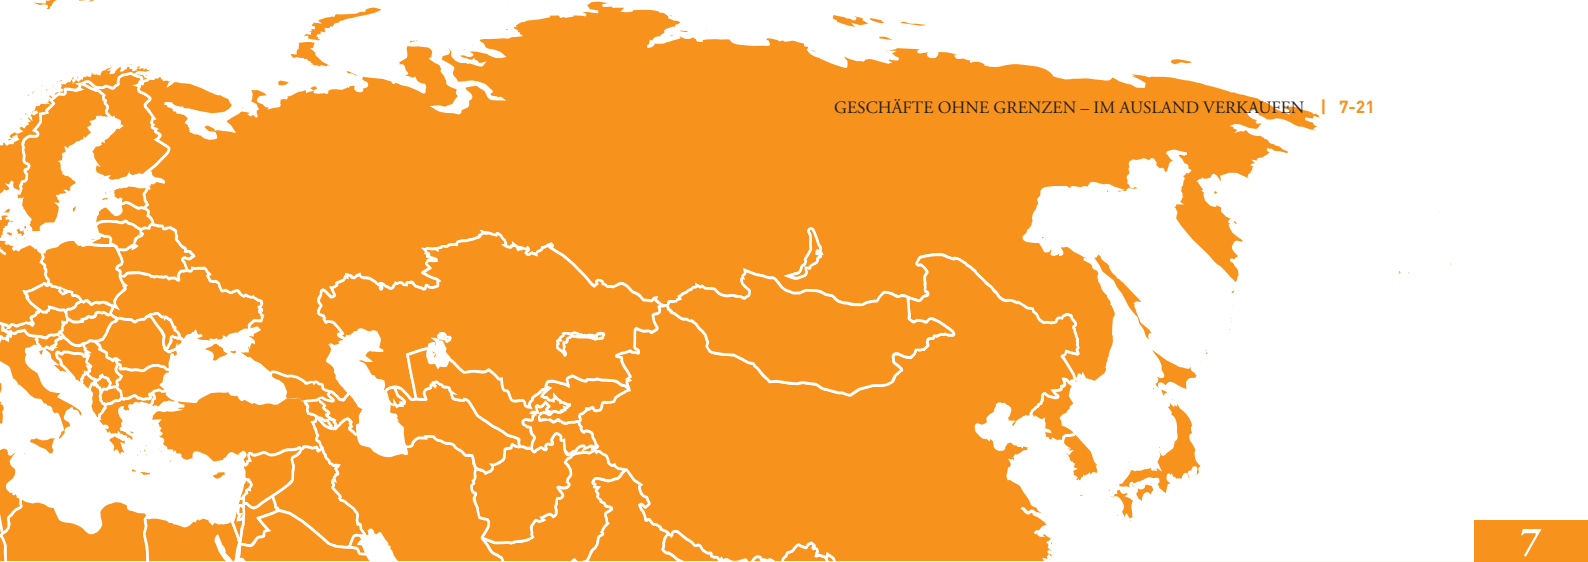 GESCHÄFTE OHNE GRENZEN – IM AUSLAND VERKAUFEN | 7-21
7